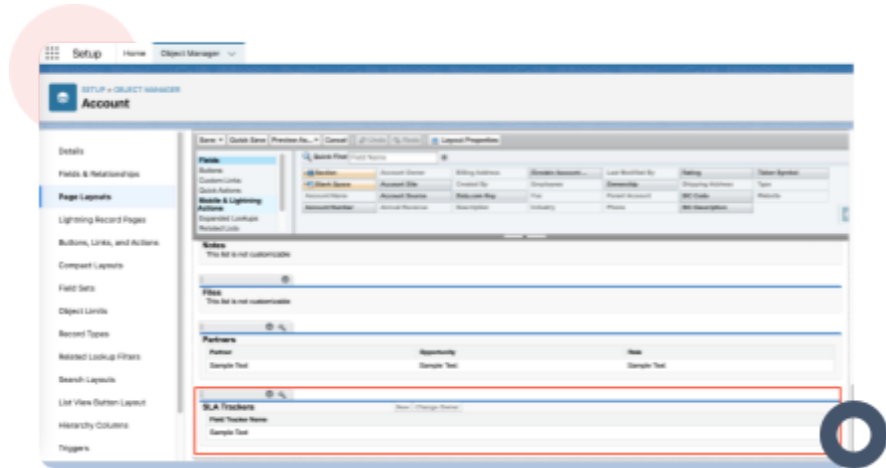 Setup Home Object Manager
SETUP > OBJECT MANAGER
Account
Details
Fields & Relationships
Page Layouts
Lightning Record Pages
Buttons, Links, and Actions
Compact Layouts
Field Sets
Object Limits
Record Types
Related Lookup Filters
Search Layouts
List View Button Layout
Hierarchy Columns
Triggers
Save Quick Save Preview As... Cancel Undo Redo Layout Properties
Fields
Buttons
Custom Links
Quick Actions
Mobile & Lightning
Actions
Expanded Lookups
Related Lists
Quick Find Field Name
Section Account Owner Billing Address Last Modified By Rating Ticker Symbol
Blank Space Account Site Created By Employees Ownership Shipping Address Type
Account Name Account Source Data.com Key Fax Parent Account SIC Code Website
Account Number Annual Revenue Description Industry Phone SIC Description
Notes
This list is not customizable
Files
This list is not customizable
Partners
Partner Opportunity Role
Sample Text Sample Text Sample Text
SLA Trackers New Change Owner
Field Tracker Name
Sample Text